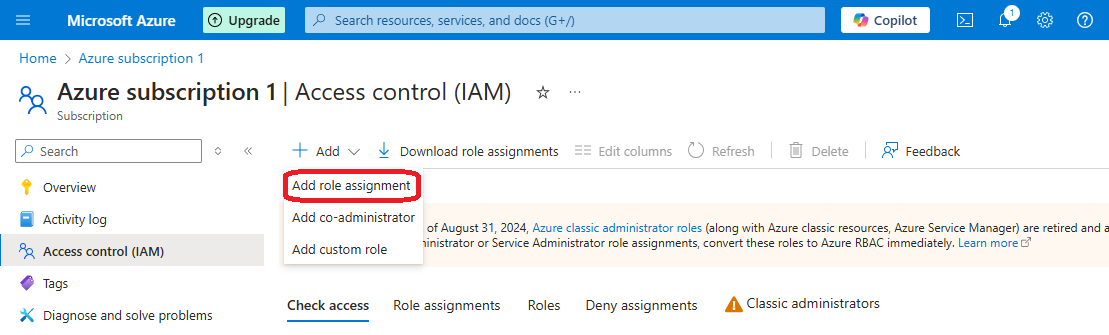 Microsoft Azure Upgrade Search resources, services, and docs (G+/) Copilot 1
Home > Azure subscription 1
Azure subscription 1 | Access control (IAM) ☆ ...
Subscription
Search + Add Download role assignments Edit columns Refresh Delete Feedback
Overview
Add role assignment
Activity log
Add co-administrator
of August 31, 2024, Azure classic administrator roles (along with Azure classic resources, Azure Service Manager) are retired and a
Access control (IAM)
Add custom role
ministrator or Service Administrator role assignments, convert these roles to Azure RBAC immediately. Learn more
Tags
Check access Role assignments Roles Deny assignments Classic administrators
Diagnose and solve problems